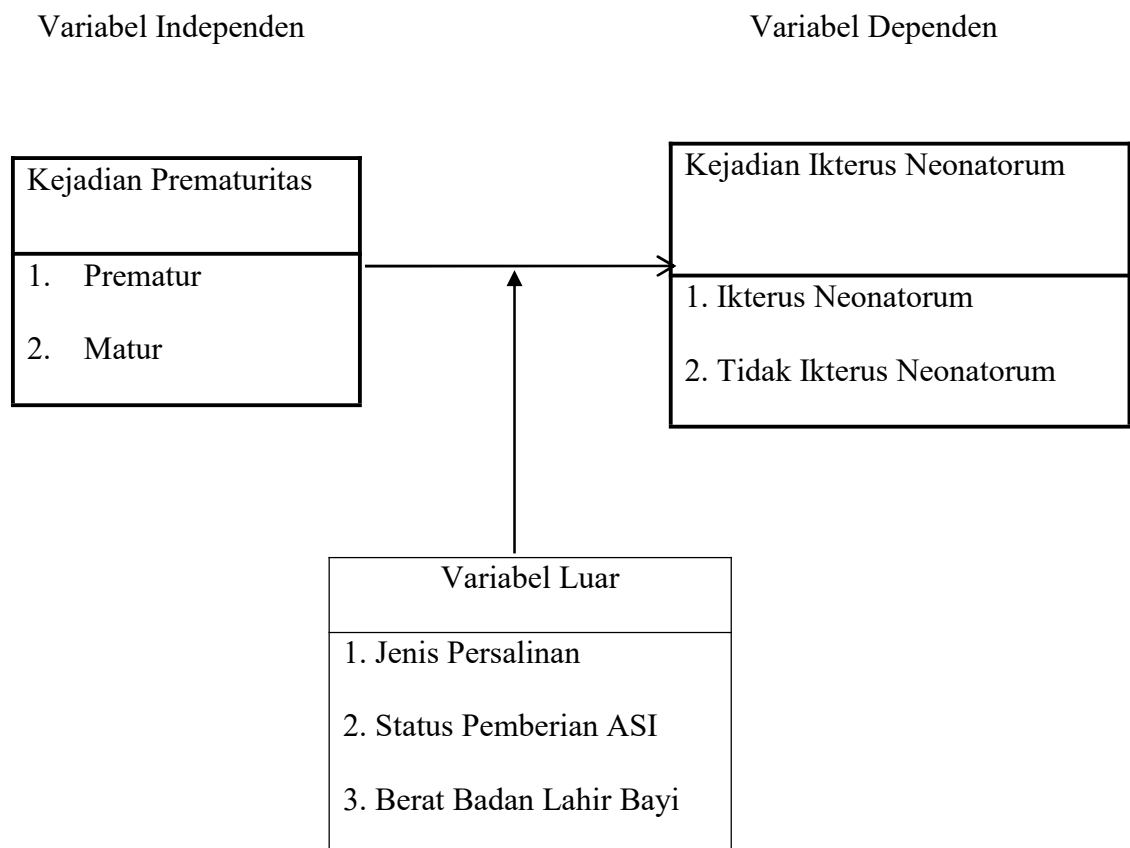 Variabel Independen
Variabel Dependen
Kejadian Prematuritas
1. Prematur
2. Matur
Kejadian Ikterus Neonatorum
1. Ikterus Neonatorum
2. Tidak Ikterus Neonatorum
Variabel Luar
1. Jenis Persalinan
2. Status Pemberian ASI
3. Berat Badan Lahir Bayi